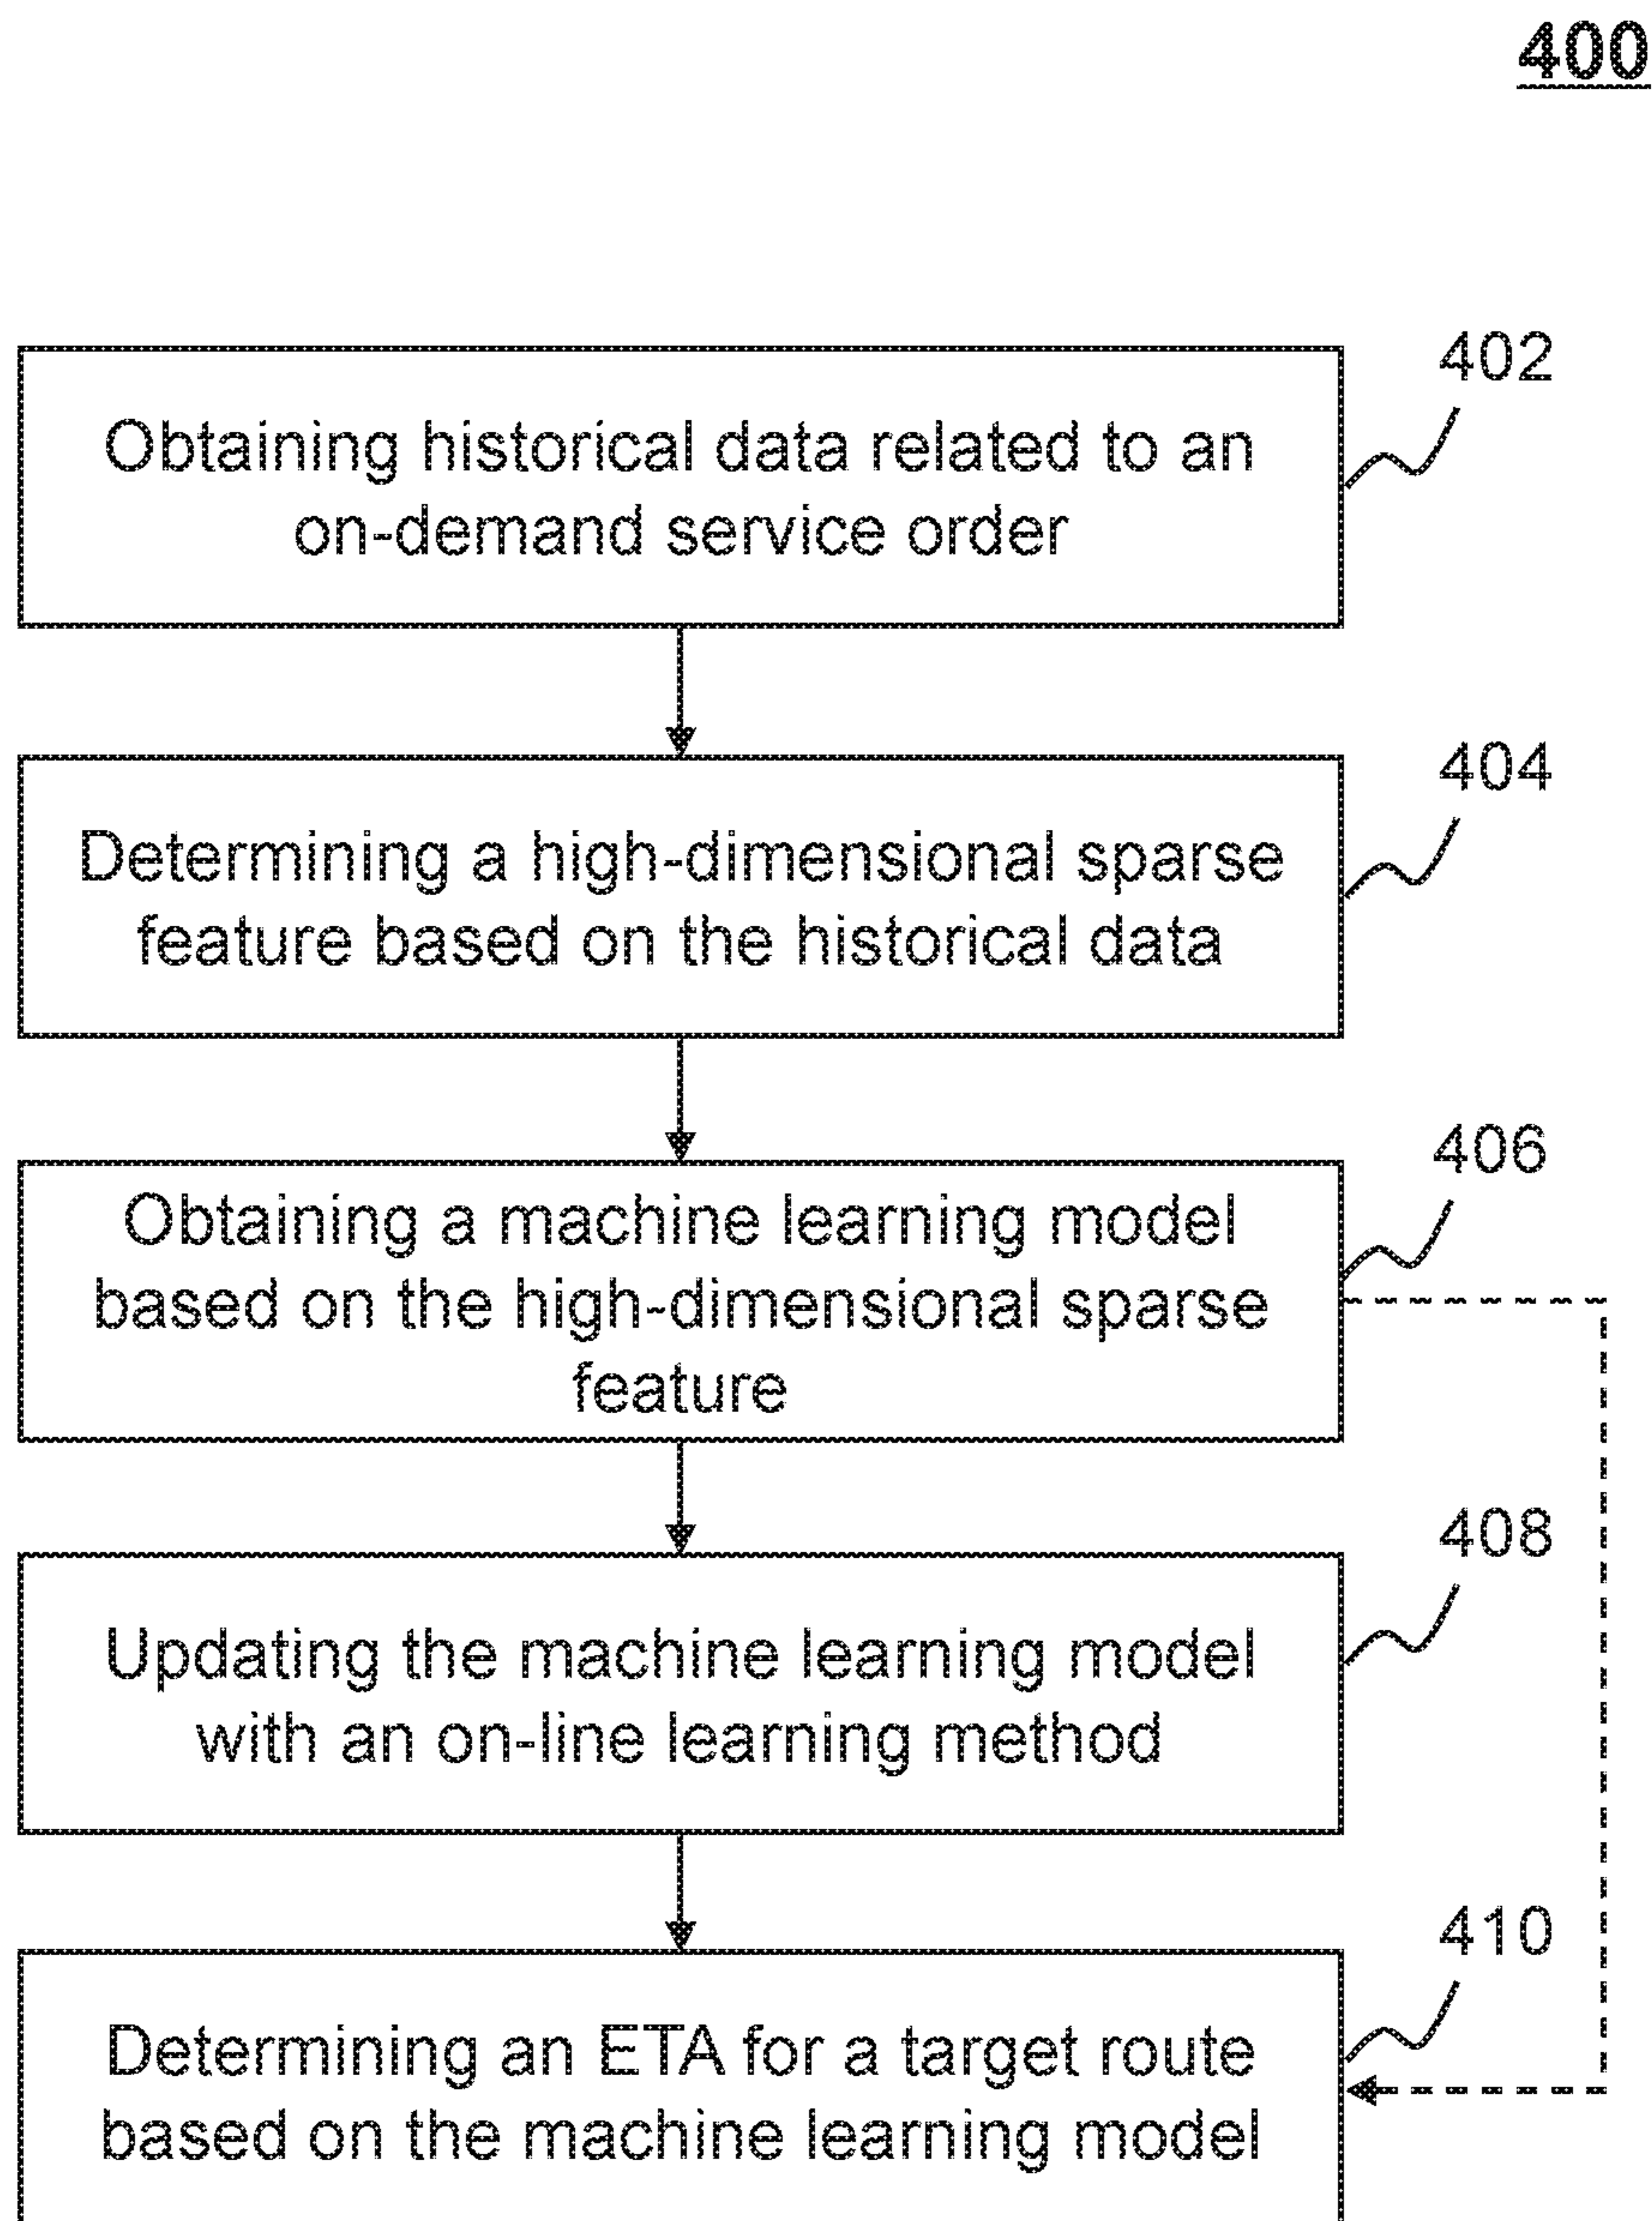 400
402
Obtaining historical data related to an
on-demand service order
404
Determining a high-dimensional sparse
feature based on the historical data
406
Obtaining a machine learning model
based on the high-dimensional sparse
feature
408
Updating the machine learning model
with an on-line learning method
410
Determining an ETA for a target route
based on the machine learning model